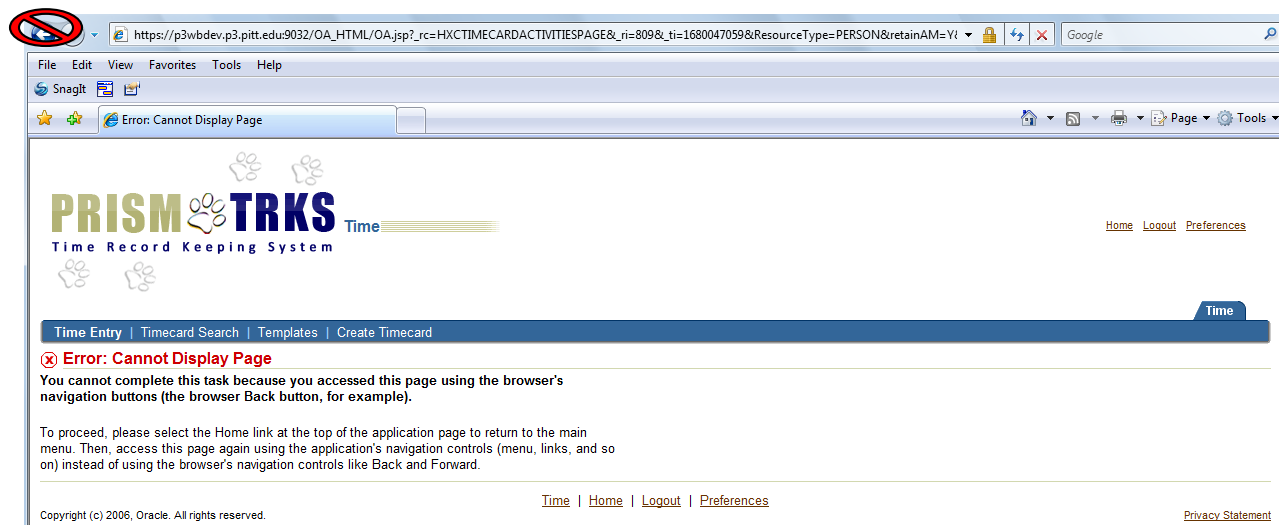 https://p3wbdev.p3.pitt.edu:9032/OA_HTML/OA.jsp?_rc=HXCTIMECARDACTIVITIESPAGE&_ri=809&_ti=1680047059&ResourceType=PERSON&retainAM=Y& Google
File Edit View Favorites Tools Help
SnagIt
Error: Cannot Display Page Page Tools
PRISM TRKS Time
Time Record Keeping System
Home Logout Preferences
Time
Time Entry | Timecard Search | Templates | Create Timecard
Error: Cannot Display Page
You cannot complete this task because you accessed this page using the browser's
navigation buttons (the browser Back button, for example).
To proceed, please select the Home link at the top of the application page to return to the main
menu. Then, access this page again using the application's navigation controls (menu, links, and so
on) instead of using the browser's navigation controls like Back and Forward.
Time | Home | Logout | Preferences
Copyright (c) 2006, Oracle. All rights reserved. Privacy Statement